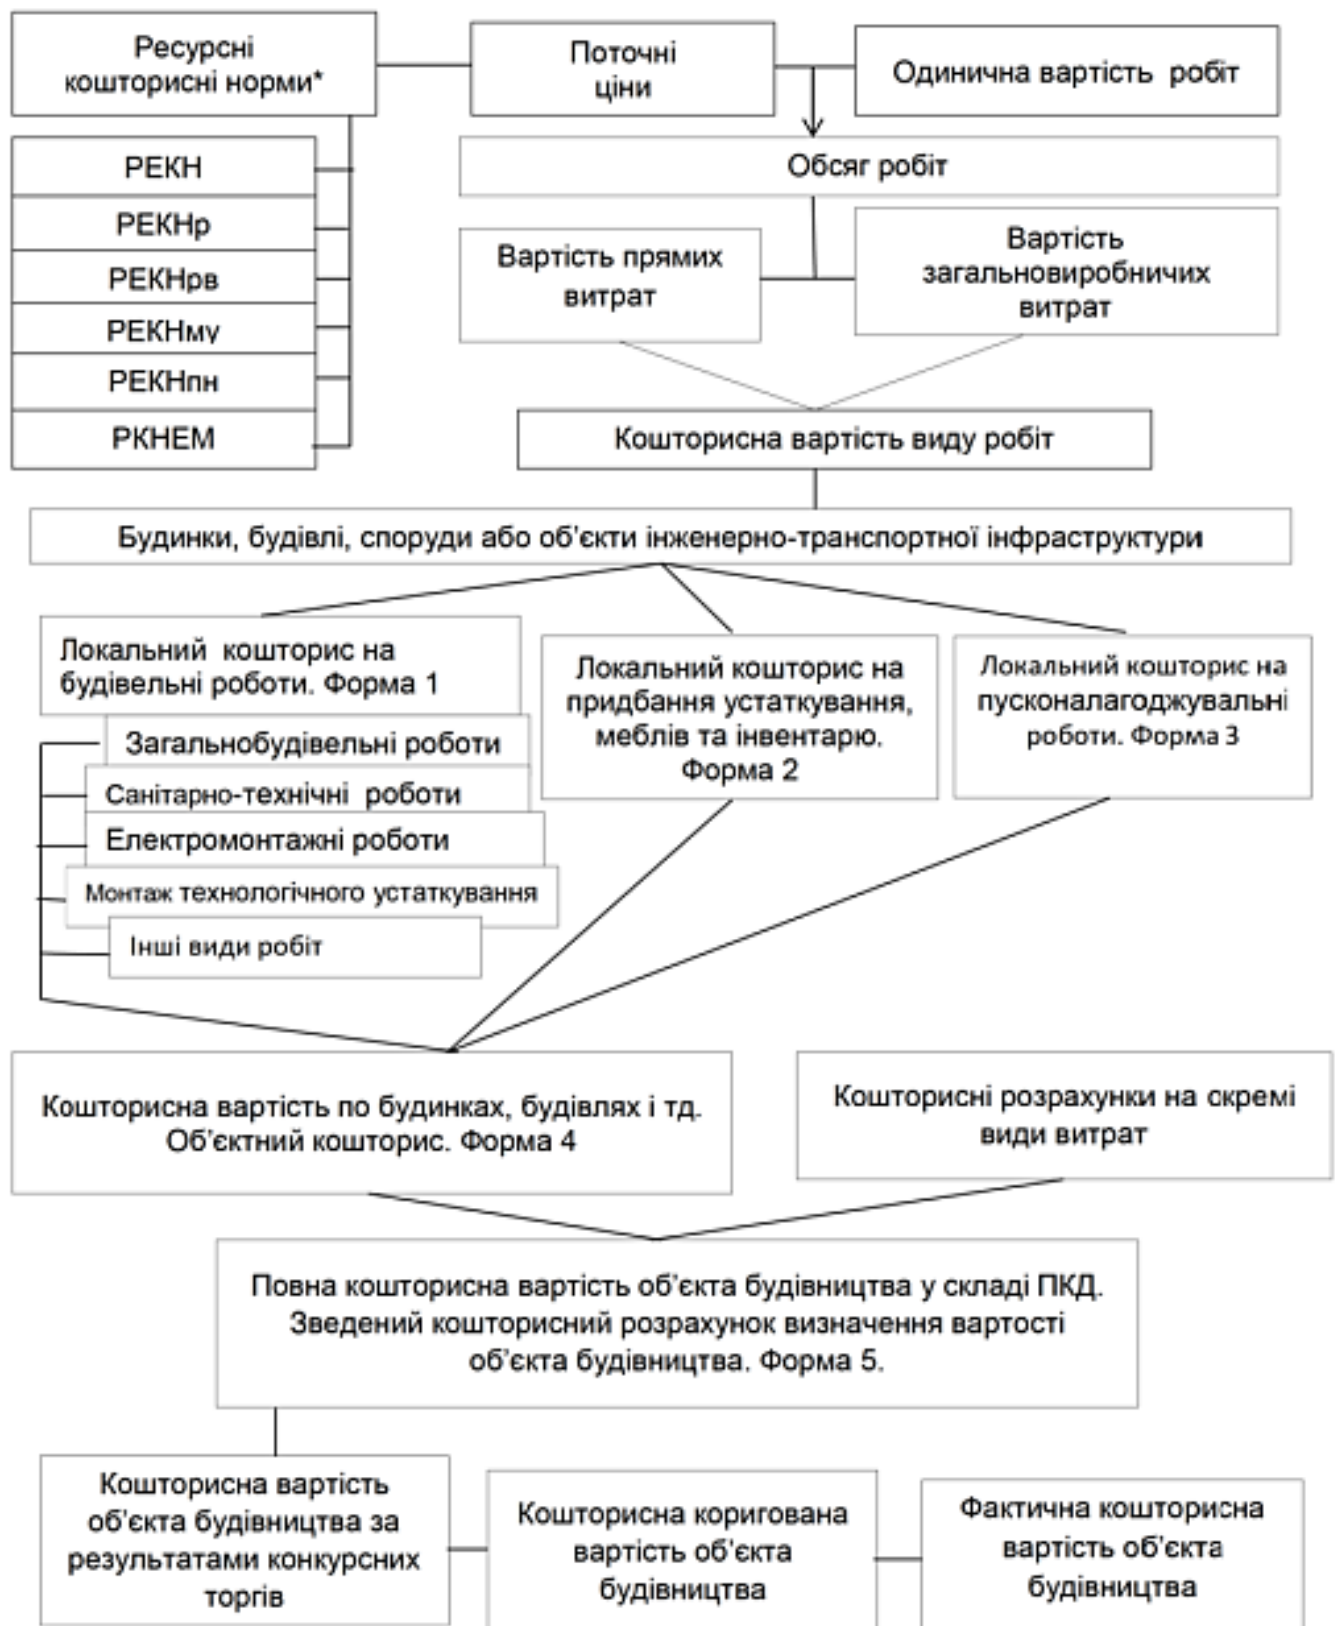 Ресурсні
кошторисні норми*
Поточні
ціни
Одинична вартість робіт
РЕКН
РЕКНр
РЕКНрв
РЕКНму
РЕКНпн
РКНЕМ
Обсяг робіт
Вартість прямих
витрат
Вартість
загальновиробничих
витрат
Кошторисна вартість виду робіт
Будинки, будівлі, споруди або об’єкти інженерно-транспортної інфраструктури
Локальний кошторис на
будівельні роботи. Форма 1
Загальнобудівельні роботи
Санітарно-технічні роботи
Електромонтажні роботи
Монтаж технологічного устаткування
Інші види робіт
Локальний кошторис на
придбання устаткування,
меблів та інвентарю.
Форма 2
Локальний кошторис на
пусконалагоджувальні
роботи. Форма 3
Кошторисна вартість по будинках, будівлях і тд.
Об’єктний кошторис. Форма 4
Кошторисні розрахунки на окремі
види витрат
Повна кошторисна вартість об’єкта будівництва у складі ПКД.
Зведений кошторисний розрахунок визначення вартості
об’єкта будівництва. Форма 5.
Кошторисна вартість
об’єкта будівництва за
результатами конкурсних
торгів
Кошторисна коригована
вартість об’єкта
будівництва
Фактична кошторисна
вартість об’єкта
будівництва